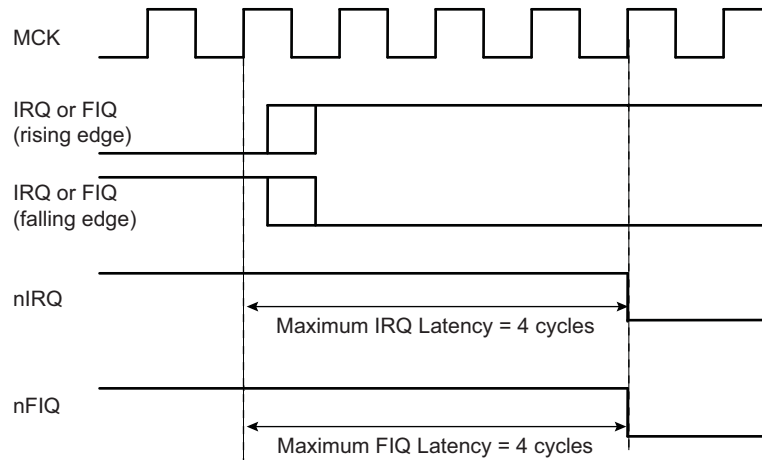 MCK
IRQ or FIQ
(rising edge)
IRQ or FIQ
(falling edge)
nIRQ
Maximum IRQ Latency = 4 cycles
nFIQ
Maximum FIQ Latency = 4 cycles